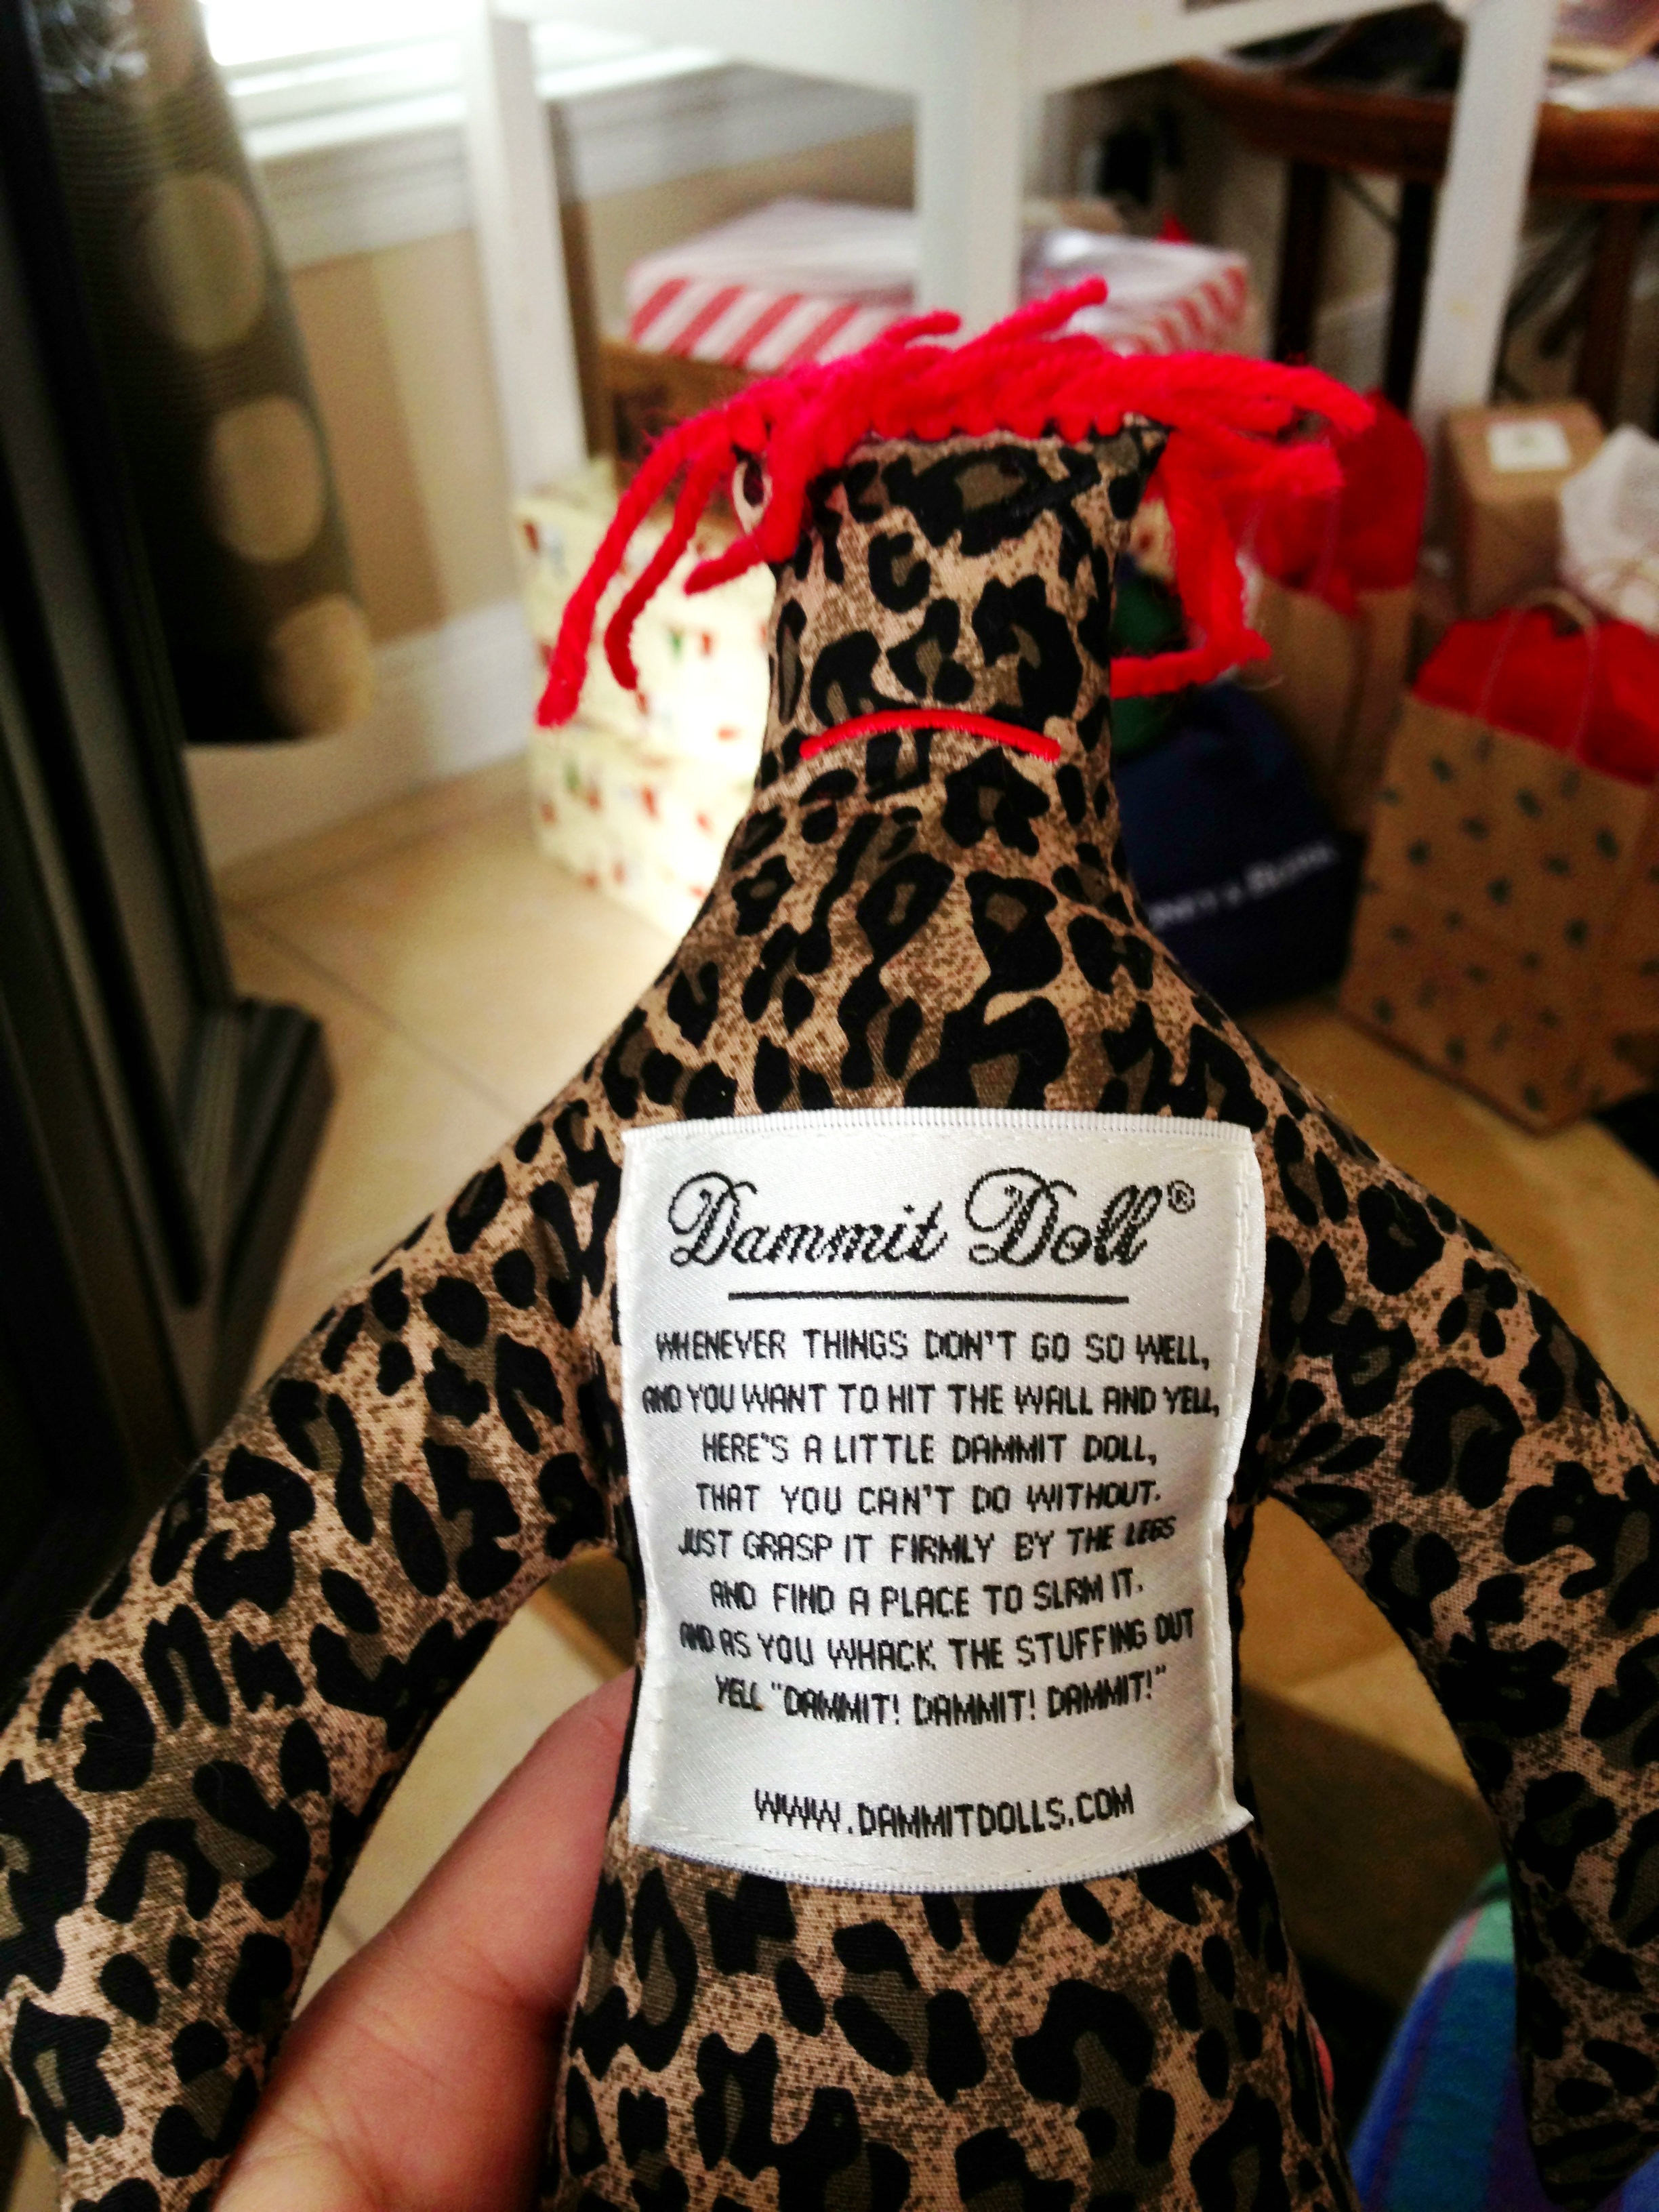 Dammit Doll®
WHENEVER THINGS DON'T GO SO WELL,
AND YOU WANT TO HIT THE WALL AND YELL,
HERE'S A LITTLE DAMMIT DOLL,
THAT YOU CAN'T DO WITHOUT.
JUST GRASP IT FIRMLY BY THE LEGS
AND FIND A PLACE TO SLAM IT.
AND AS YOU WHACK THE STUFFING OUT
YELL "DAMMIT! DAMMIT! DAMMIT!"
WWW.DAMMITDOLLS.COM